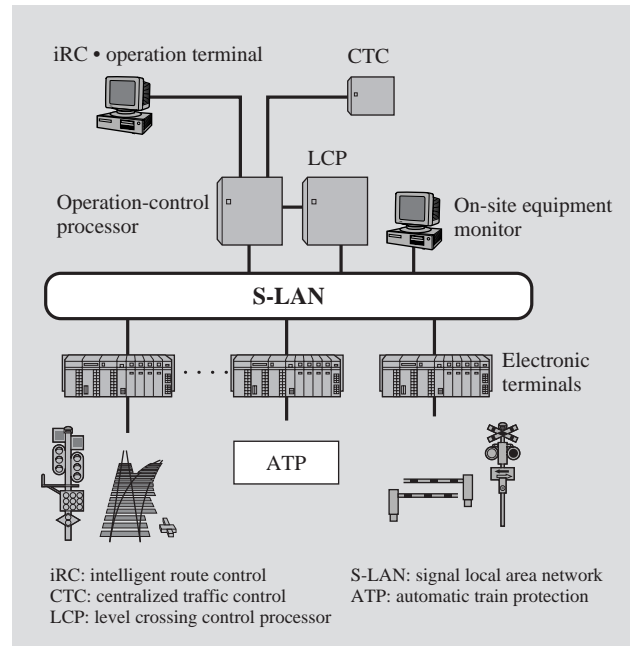 iRC • operation terminal
CTC
LCP
Operation-control
processor
On-site equipment
monitor
S-LAN
Electronic
terminals
. . . .
ATP
iRC: intelligent route control
CTC: centralized traffic control
LCP: level crossing control processor
S-LAN: signal local area network
ATP: automatic train protection